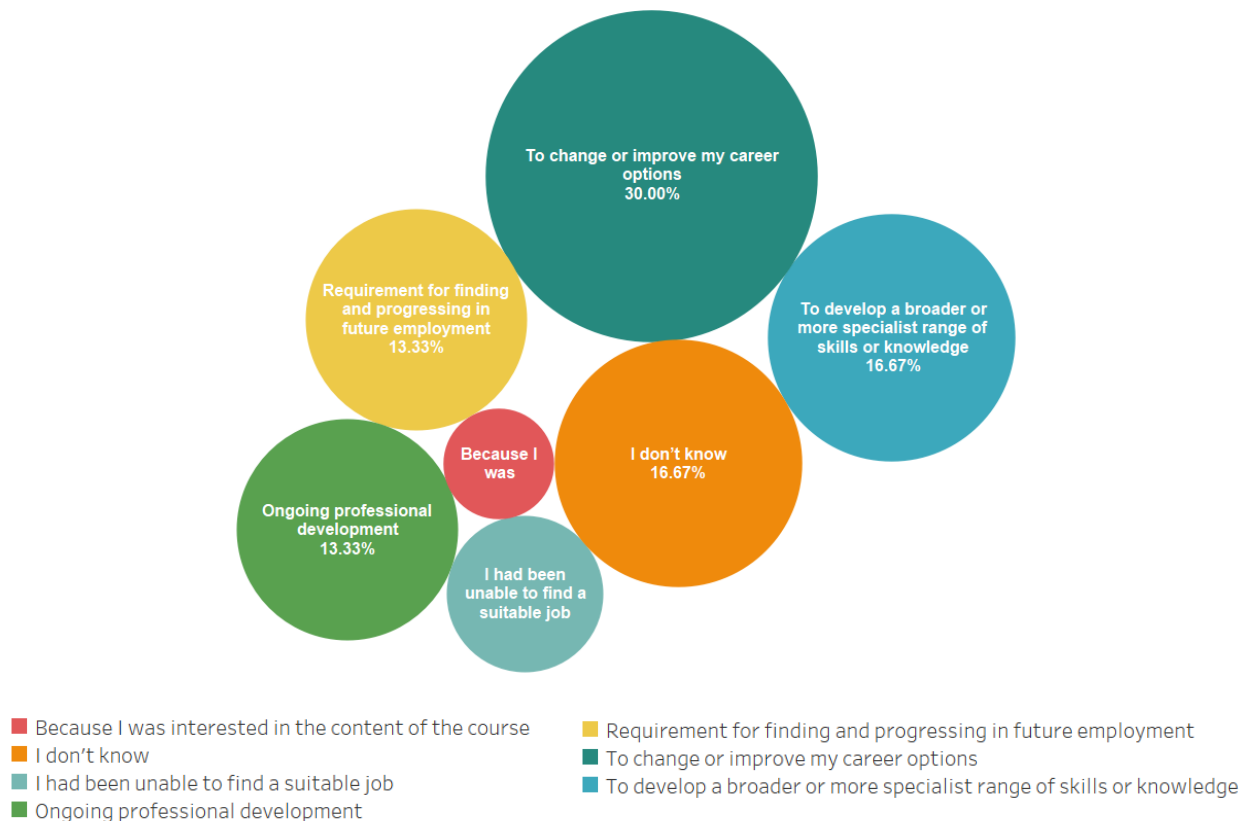 To change or improve my career
options
30.00%
Requirement for finding
and progressing in
future employment
13.33%
To develop a broader or
more specialist range of
skills or knowledge
16.67%
Because I
was
I don’t know
16.67%
Ongoing professional
development
13.33%
I had been
unable to find a
suitable job
Because I was interested in the content of the course
I don’t know
I had been unable to find a suitable job
Ongoing professional development
Requirement for finding and progressing in future employment
To change or improve my career options
To develop a broader or more specialist range of skills or knowledge